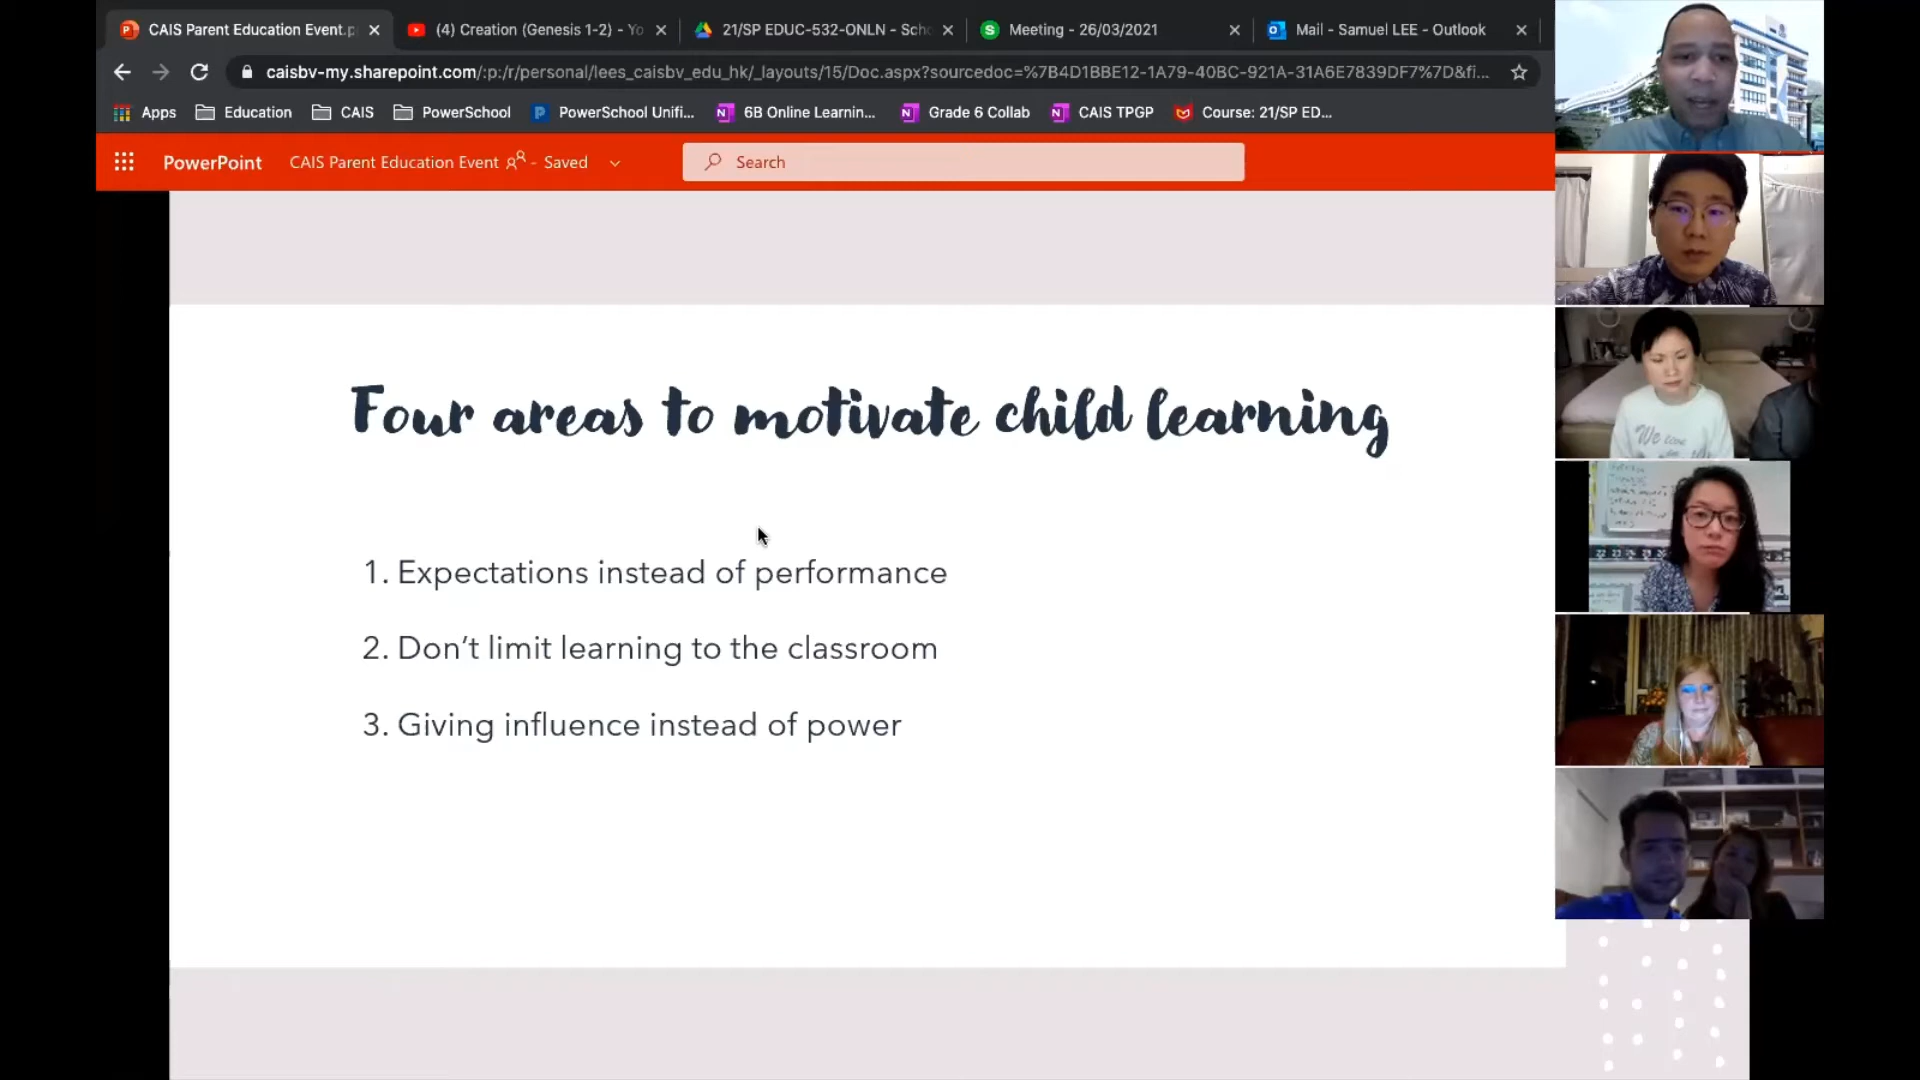 CAIS Parent Education Event.p
(4) Creation (Genesis 1-2) - Yo
21/SP EDUC-532-ONLN - Scho
Meeting - 26/03/2021
Mail - Samuel LEE - Outlook
caisbv-my.sharepoint.com/:p:/r/personal/lees_caisbv_edu_hk/_layouts/15/Doc.aspx?sourcedoc=%7B4D1BBE12-1A79-40BC-921A-31A6E7839DF7%7D&fi...
Apps
Education
CAIS
PowerSchool
PowerSchool Unifi...
6B Online Learnin...
Grade 6 Collab
CAIS TPGP
Course: 21/SP ED...
PowerPoint
CAIS Parent Education Event - Saved
Search
Four areas to motivate child learning
1. Expectations instead of performance
2. Don't limit learning to the classroom
3. Giving influence instead of power
We love